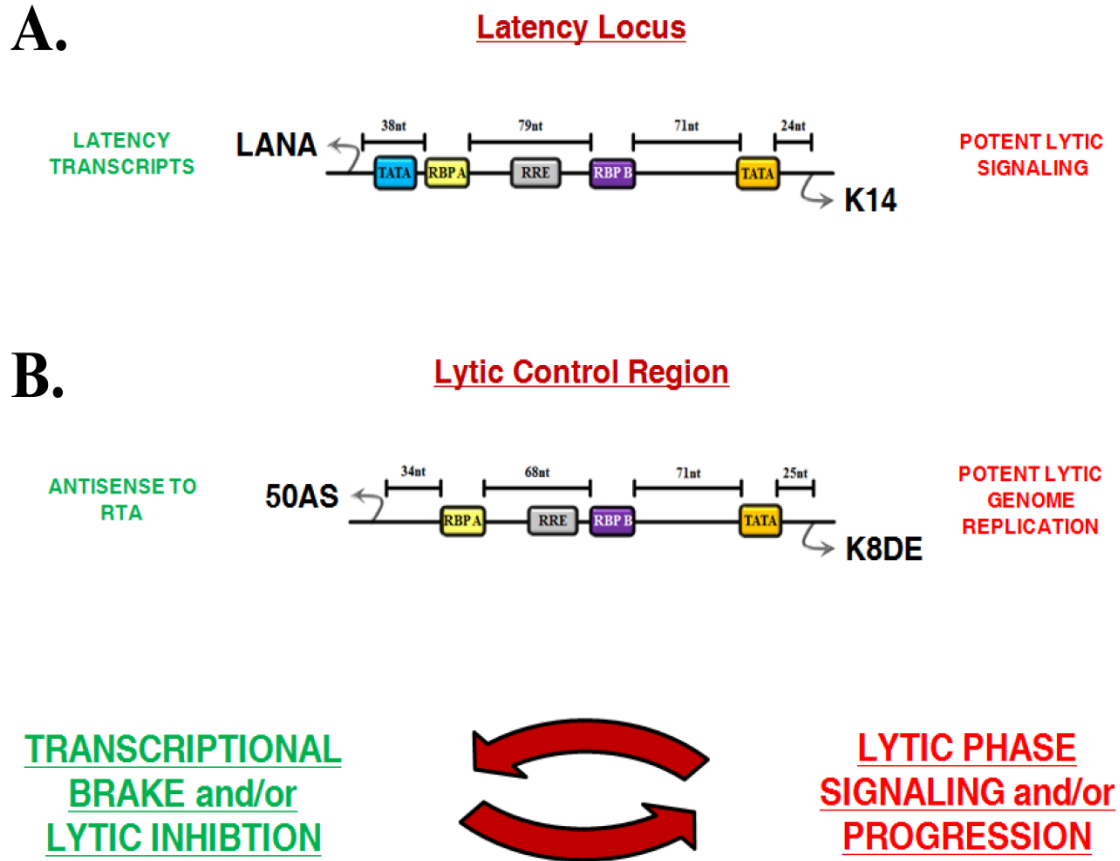 A.
Latency Locus
LATENCY
TRANSCRIPTS
LANA
38nt
79nt
71nt
24nt
TATA
RBP A
RRE
RBP B
TATA
K14
POTENT LYTIC
SIGNALING
B.
Lytic Control Region
ANTISENSE TO
RTA
50AS
34nt
68nt
71nt
25nt
RBP A
RRE
RBP B
TATA
K8DE
POTENT LYTIC
GENOME
REPLICATION
TRANSCRIPTIONAL
BRAKE and/or
LYTIC INHIBTION
LYTIC PHASE
SIGNALING and/or
PROGRESSION